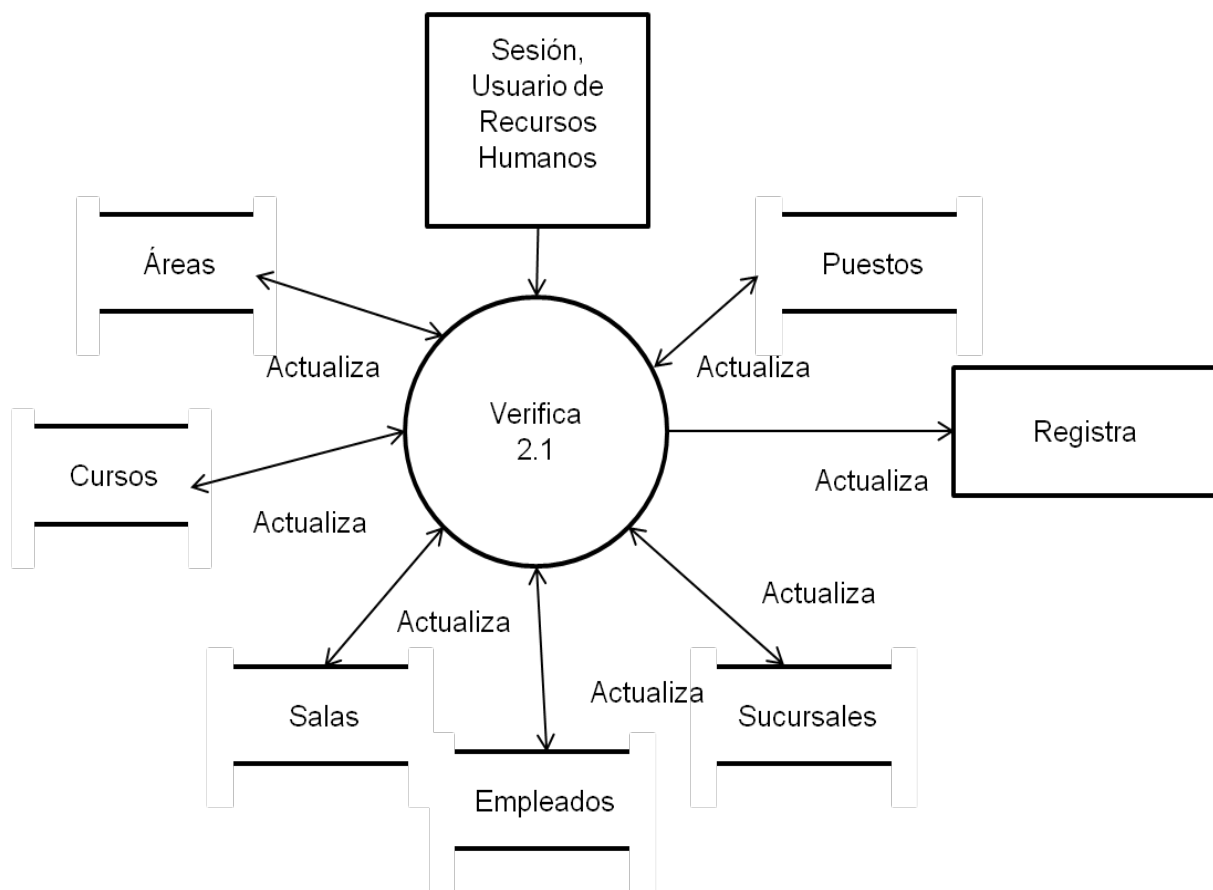 Sesión,
Usuario de
Recursos
Humanos
Áreas
Puestos
Actualiza
Actualiza
Verifica
2.1
Registra
Cursos
Actualiza
Actualiza
Actualiza
Actualiza
Actualiza
Salas
Sucursales
Empleados